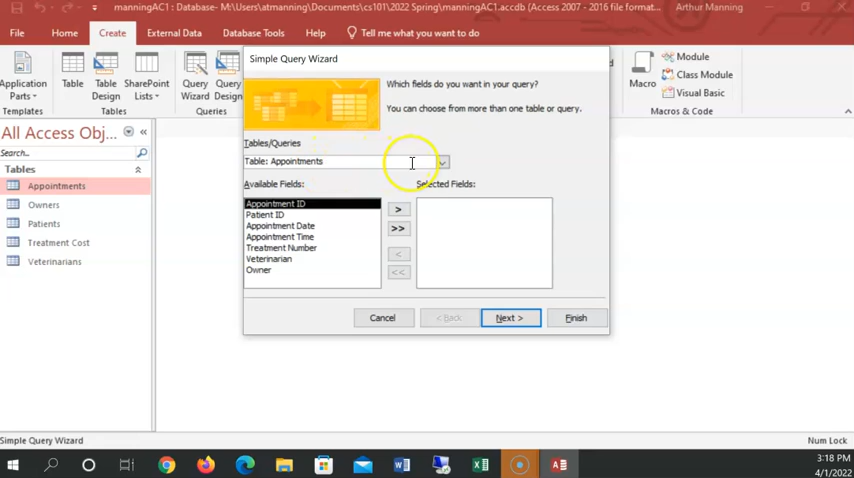 manningAC1 : Database- M:\Users\atmanning\Documents\cs101\2022 Spring\manningAC1.accdb (Access 2007 - 2016 file format...
Arthur Manning
File
Home
Create
External Data
Database Tools
Help
Tell me what you want to do
Application
Parts
Templates
Table
Table
Design
SharePoint
Lists
Tables
Query
Wizard
Query
Design
Queries
Macro
Module
Class Module
Visual Basic
Macros & Code
All Access Obj...
Search...
Tables
Appointments
Owners
Patients
Treatment Cost
Veterinarians
Simple Query Wizard
Which fields do you want in your query?
You can choose from more than one table or query.
Tables/Queries
Table: Appointments
Available Fields:
Selected Fields:
Appointment ID
Patient ID
Appointment Date
Appointment Time
Treatment Number
Veterinarian
Owner
>
>>
<
<<
Cancel
< Back
Next >
Finish
Simple Query Wizard
Num Lock
3:18 PM
4/1/2022